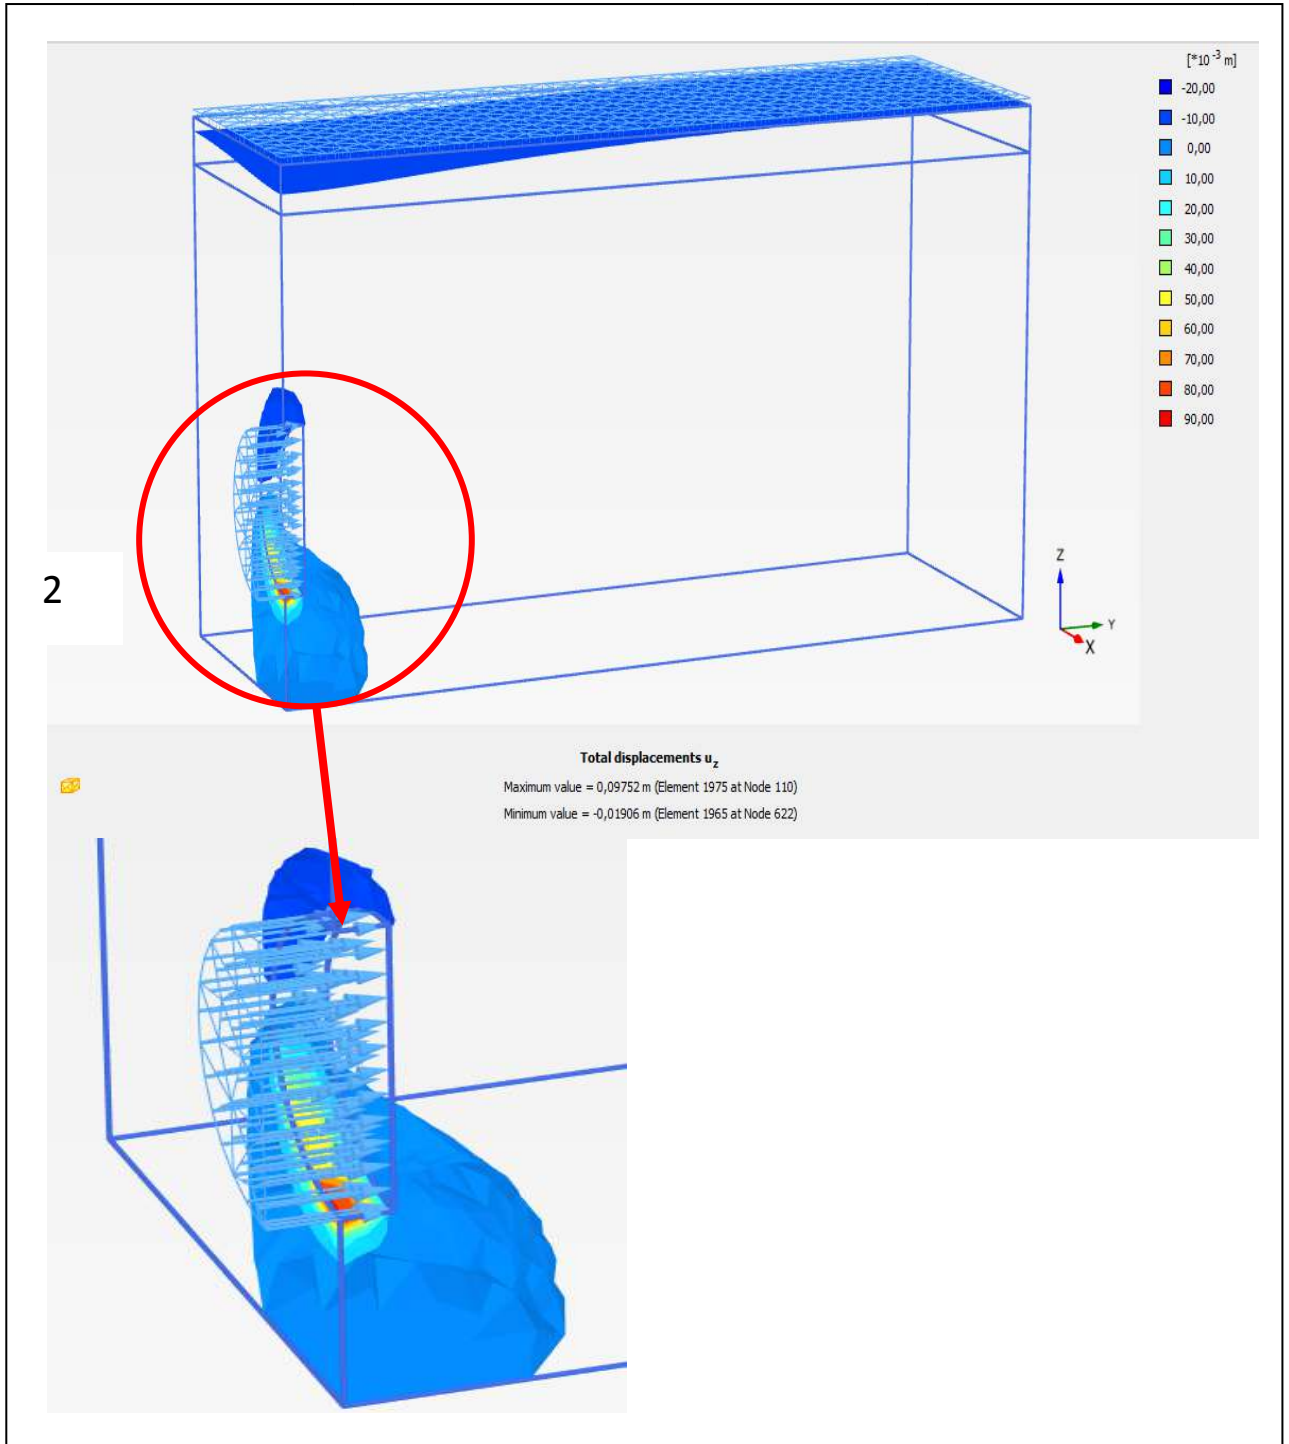 [*10 -3 m]
-20,00
-10,00
0,00
10,00
20,00
30,00
40,00
50,00
60,00
70,00
80,00
90,00
Z
Y
X
2
Total displacements uz
Maximum value = 0,09752 m (Element 1975 at Node 110)
Minimum value = -0,01906 m (Element 1965 at Node 622)